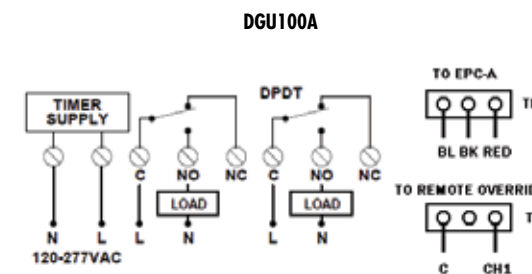 DGU100A
TO EPC-A
TIMER
SUPPLY
DPDT
BL BK RED
C NO NC C NO NC
LOAD LOAD
TO REMOTE OVERRID
N L L N L N
120-277VAC
C CH1